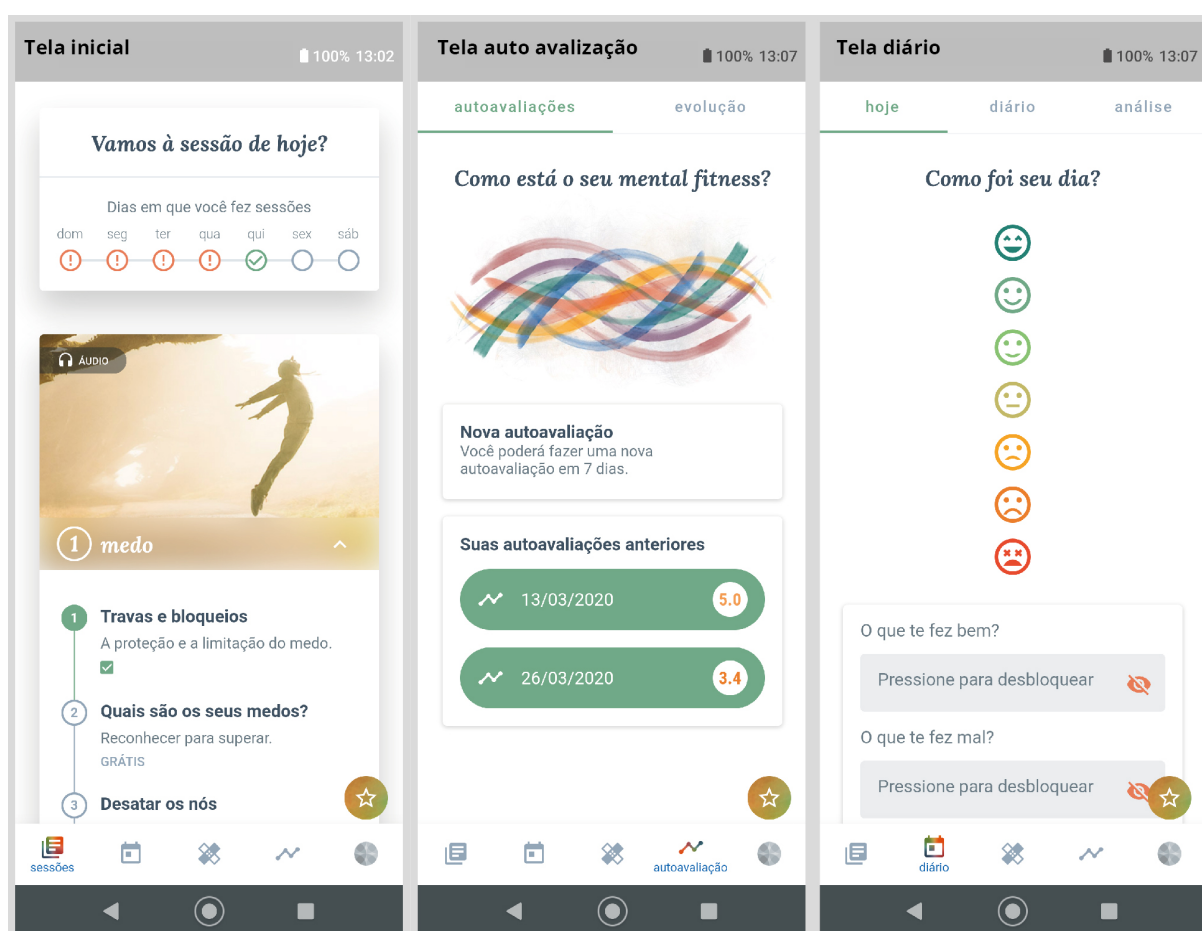 Tela inicial
100% 13:02
Vamos à sessão de hoje?
Dias em que você fez sessões
dom seg ter qua qui sex sáb
ÁUDIO
1 medo
1 Travas e bloqueios
A proteção e a limitação do medo.
2 Quais são os seus medos?
Reconhecer para superar.
GRÁTIS
3 Desatar os nós
sessões
Tela auto avalização
100% 13:07
autoavaliações evolução
Como está o seu mental fitness?
Nova autoavaliação
Você poderá fazer uma nova
autoavaliação em 7 dias.
Suas autoavaliações anteriores
13/03/2020 5.0
26/03/2020 3.4
autoavaliação
Tela diário
100% 13:07
hoje diário análise
Como foi seu dia?
O que te fez bem?
Pressione para desbloquear
O que te fez mal?
Pressione para desbloquear
diário